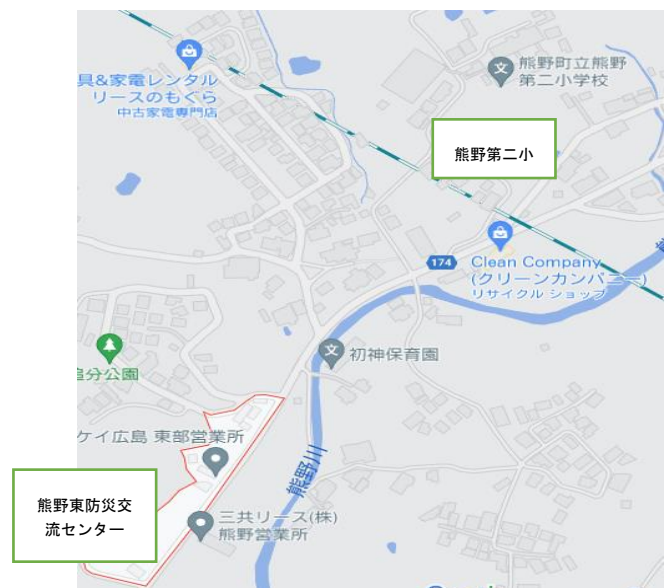 熊野町立熊野
第二小学校
具&家電レンタル
リースのもぐら
中古家電専門店
熊野第二小
174
Clean Company
(クリーンカンパニー)
リサイクル ショップ
初神保育園
追分公園
ケイ広島 東部営業所
熊野川
熊野東防災交
流センター
三共リース(株)
熊野営業所